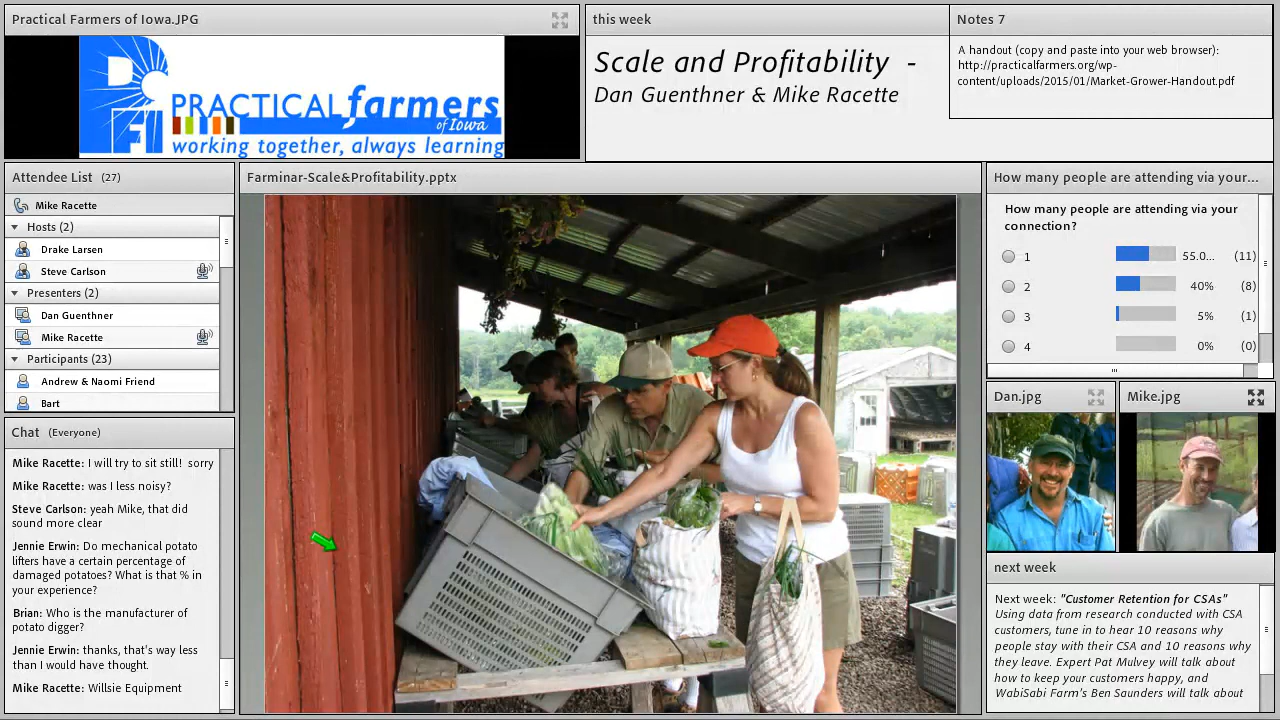 Practical Farmers of Iowa.JPG
PRACTICAL farmers
of Iowa
PFI
working together, always learning
this week
Scale and Profitability -
Dan Guenthner & Mike Racette
Notes 7
A handout (copy and paste into your web browser):
http://practicalfarmers.org/wp-
content/uploads/2015/01/Market-Grower-Handout.pdf
Attendee List (27)
Mike Racette
Hosts (2)
Drake Larsen
Steve Carlson
Presenters (2)
Dan Guenthner
Mike Racette
Participants (23)
Andrew & Naomi Friend
Bart
Chat (Everyone)
Mike Racette: I will try to sit still! sorry
Mike Racette: was I less noisy?
Steve Carlson: yeah Mike, that did
sound more clear
Jennie Erwin: Do mechanical potato
lifters have a certain percentage of
damaged potatoes? What is that % in
your experience?
Brian: Who is the manufacturer of
potato digger?
Jennie Erwin: thanks, that's way less
than I would have thought.
Mike Racette: Willsie Equipment
Farminar-Scale&Profitability.pptx
How many people are attending via your...
How many people are attending via your
connection?
1 55.0... (11)
2 40% (8)
3 5% (1)
4 0% (0)
Dan.jpg
Mike.jpg
next week
Next week: "Customer Retention for CSAs"
Using data from research conducted with CSA
customers, tune in to hear 10 reasons why
people stay with their CSA and 10 reasons why
they leave. Expert Pat Mulvey will talk about
how to keep your customers happy, and
WabiSabi Farm's Ben Saunders will talk about